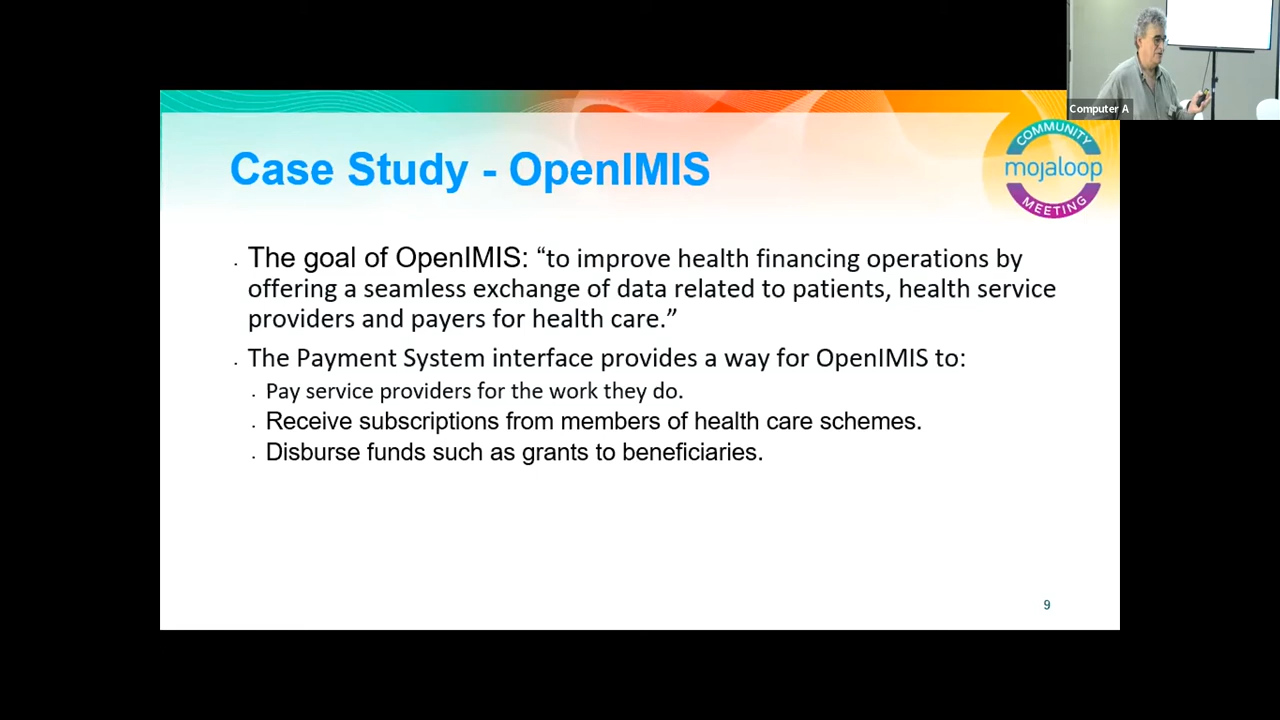 Computer A
COMMUNITY
mojaloop
MEETING
Case Study - OpenIMIS
. The goal of OpenIMIS: “to improve health financing operations by
offering a seamless exchange of data related to patients, health service
providers and payers for health care.”
. The Payment System interface provides a way for OpenIMIS to:
. Pay service providers for the work they do.
. Receive subscriptions from members of health care schemes.
. Disburse funds such as grants to beneficiaries.
9